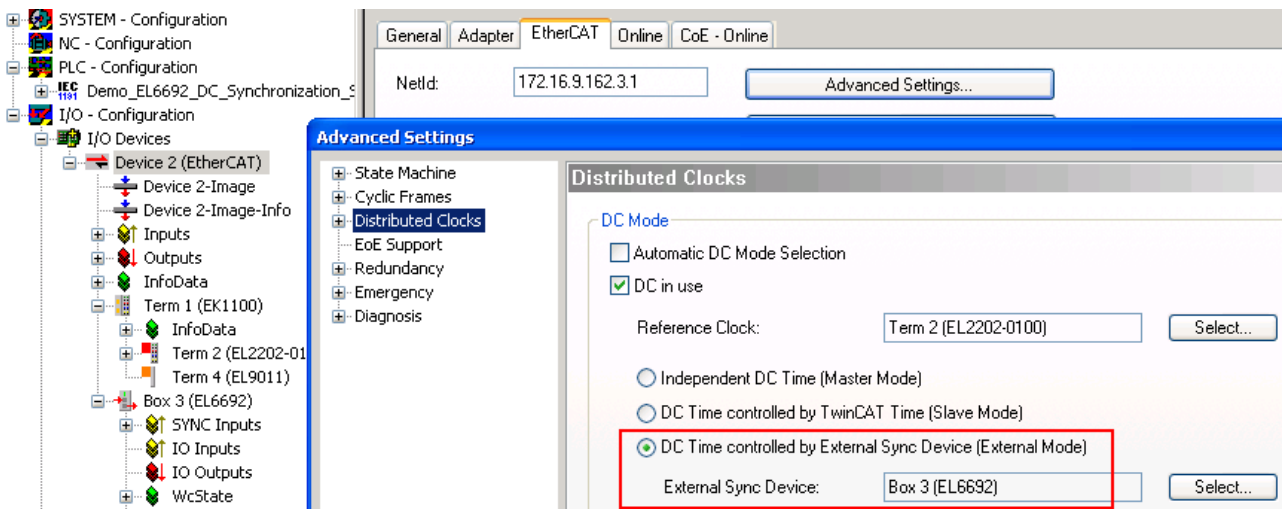 SYSTEM - Configuration
NC - Configuration
PLC - Configuration
IEC 1131 Demo_EL6692_DC_Synchronization_
I/O - Configuration
I/O Devices
Device 2 (EtherCAT)
Device 2-Image
Device 2-Image-Info
Inputs
Outputs
InfoData
Term 1 (EK1100)
InfoData
Term 2 (EL2202-01
Term 4 (EL9011)
Box 3 (EL6692)
SYNC Inputs
IO Inputs
IO Outputs
WcState
General Adapter EtherCAT Online CoE - Online
NetId: 172.16.9.162.3.1 Advanced Settings...
Advanced Settings
State Machine
Cyclic Frames
Distributed Clocks
EoE Support
Redundancy
Emergency
Diagnosis
Distributed Clocks
DC Mode
Automatic DC Mode Selection
DC in use
Reference Clock: Term 2 (EL2202-0100) Select...
Independent DC Time (Master Mode)
DC Time controlled by TwinCAT Time (Slave Mode)
DC Time controlled by External Sync Device (External Mode)
External Sync Device: Box 3 (EL6692) Select...